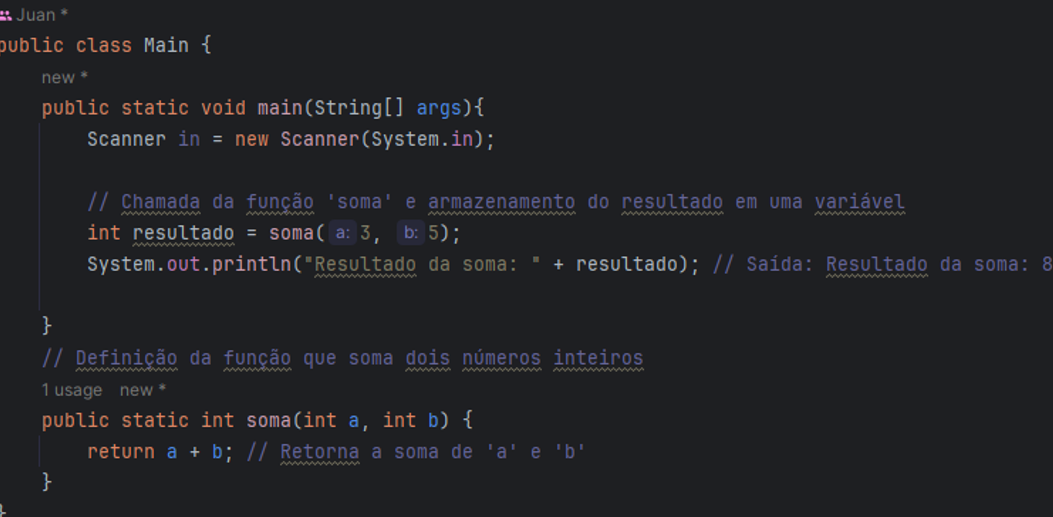 Juan *
public class Main {
new *
public static void main(String[] args){
Scanner in = new Scanner(System.in);
// Chamada da função 'soma' e armazenamento do resultado em uma variável
int resultado = soma( a: 3, b: 5);
System.out.println("Resultado da soma: " + resultado); // Saída: Resultado da soma: 8
}
// Definição da função que soma dois números inteiros
1 usage new *
public static int soma(int a, int b) {
return a + b; // Retorna a soma de 'a' e 'b'
}
}